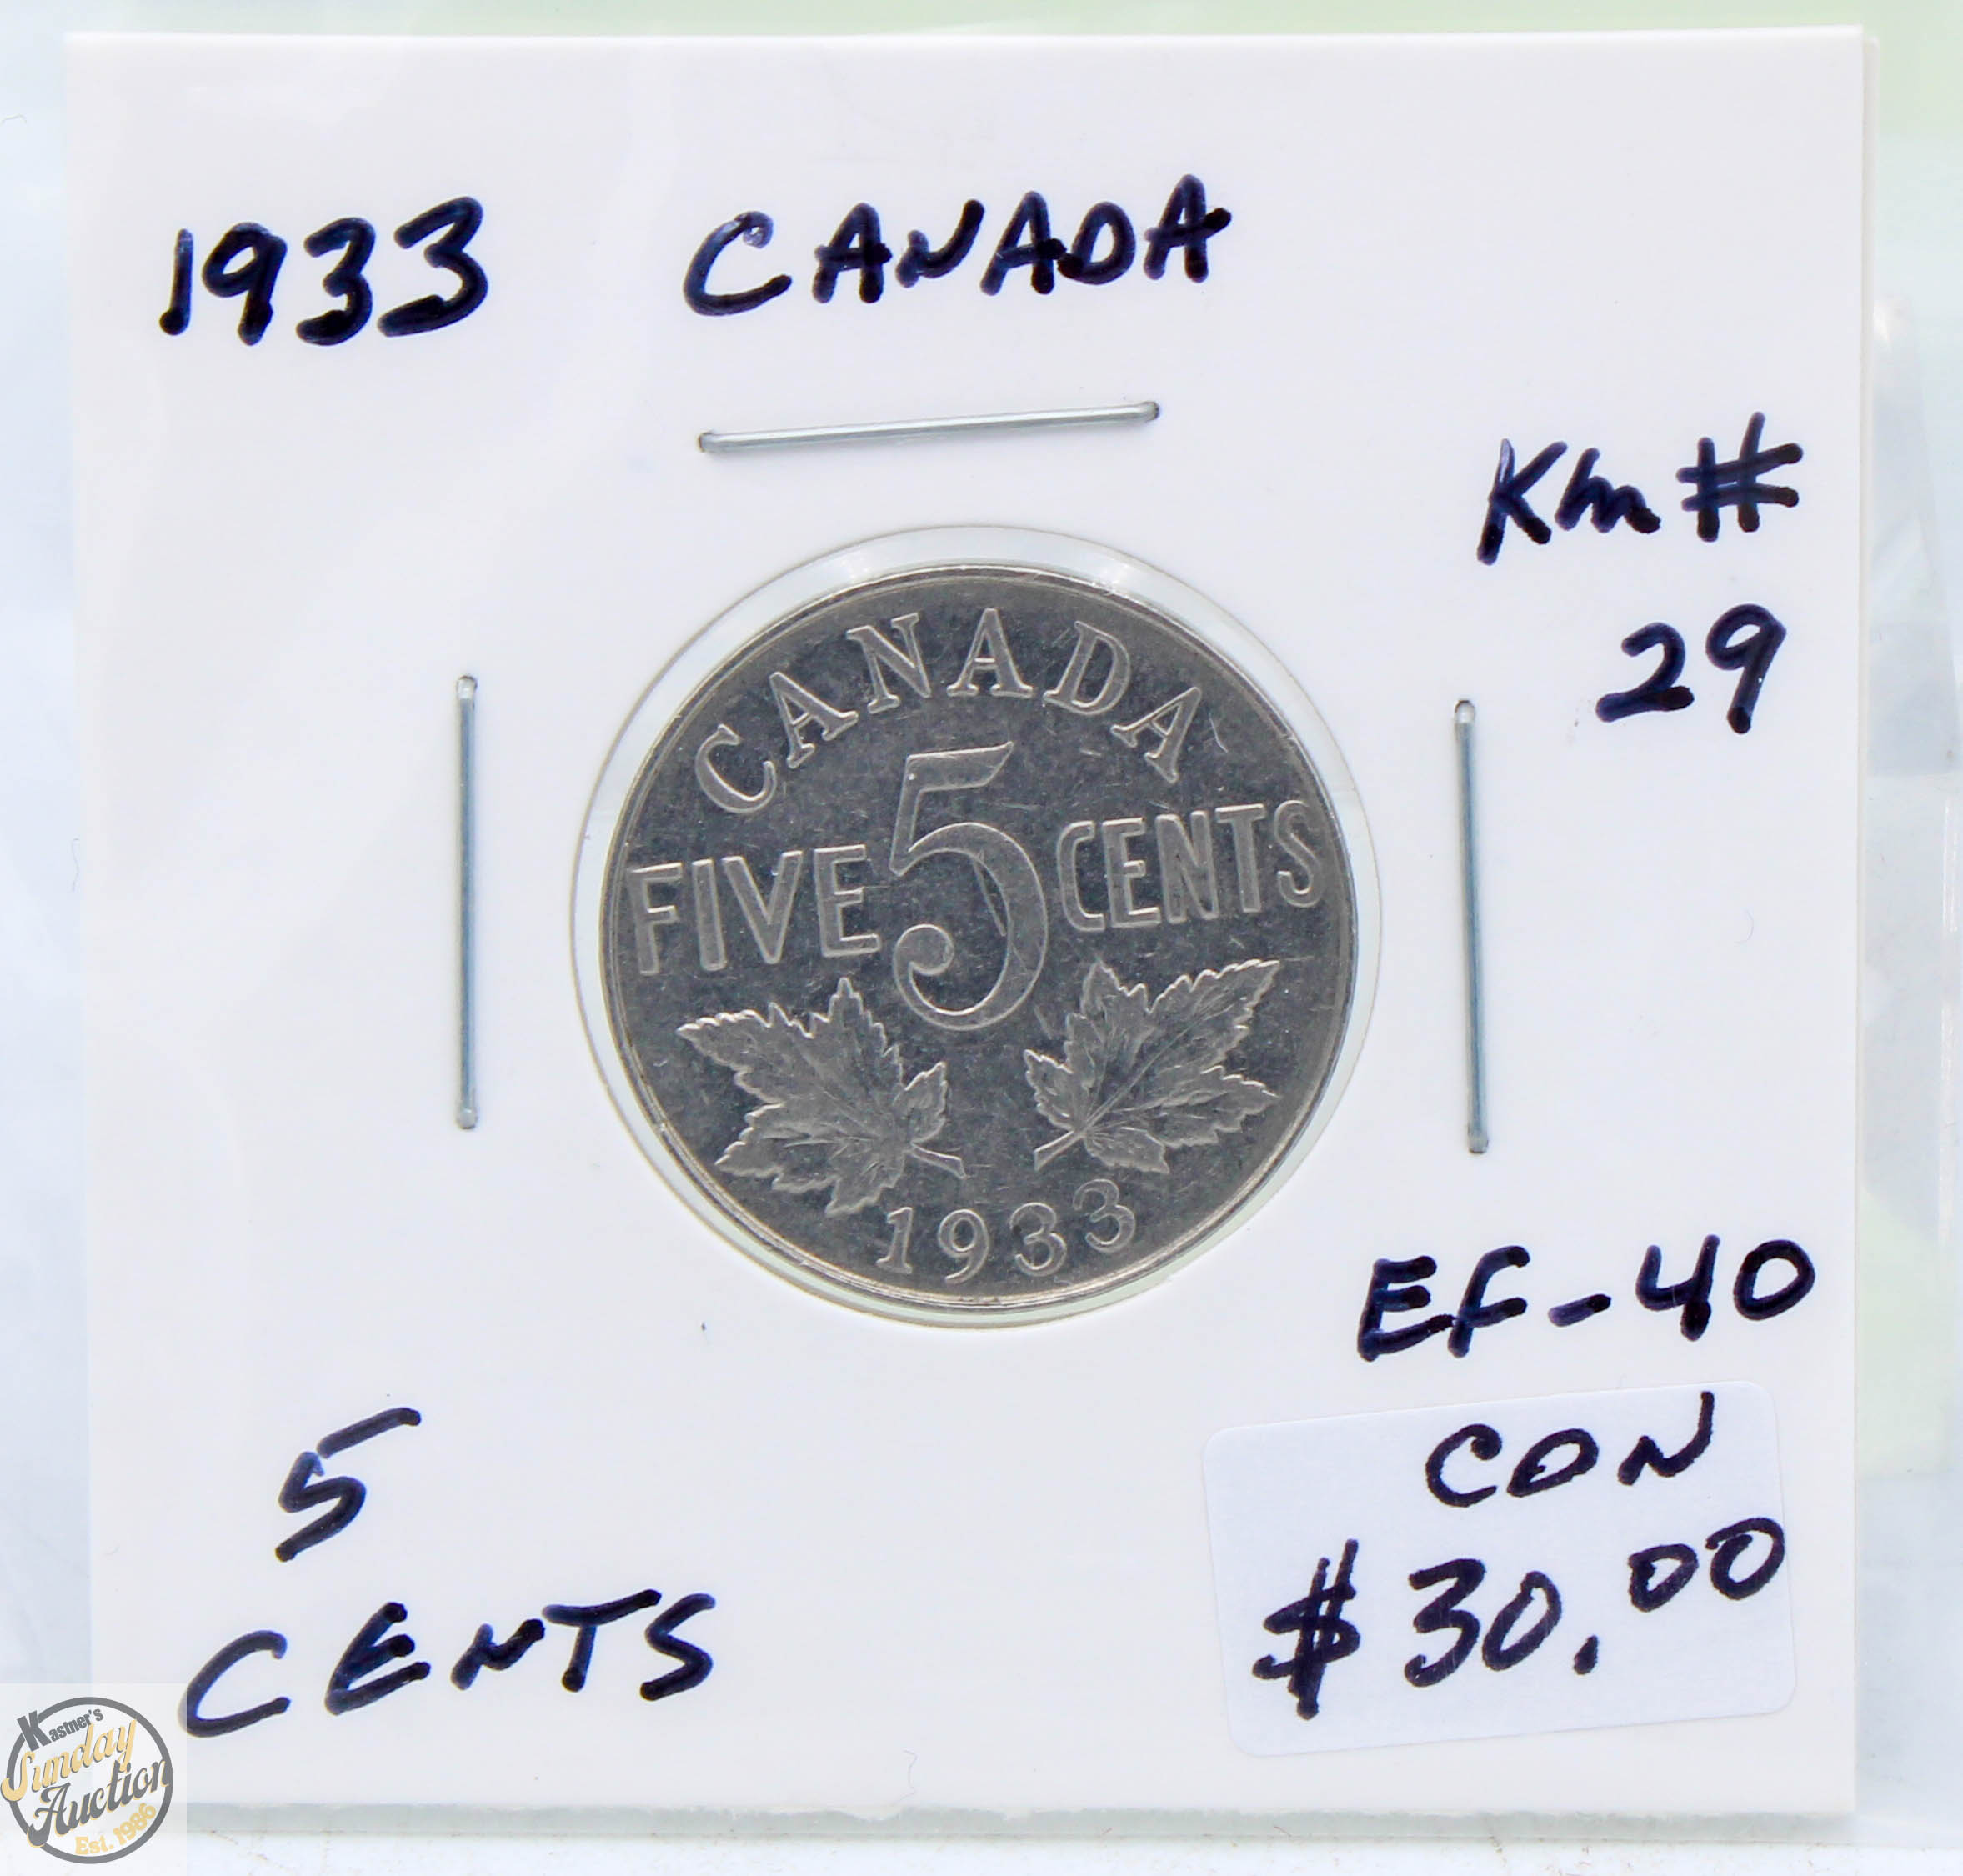 1933 CANADA
Km #
29
CANADA
FIVE 5 CENTS
1933
EF-40
CDN
$30.00
5
CENTS
Kastner's
Sunday
Auction
Est. 1986